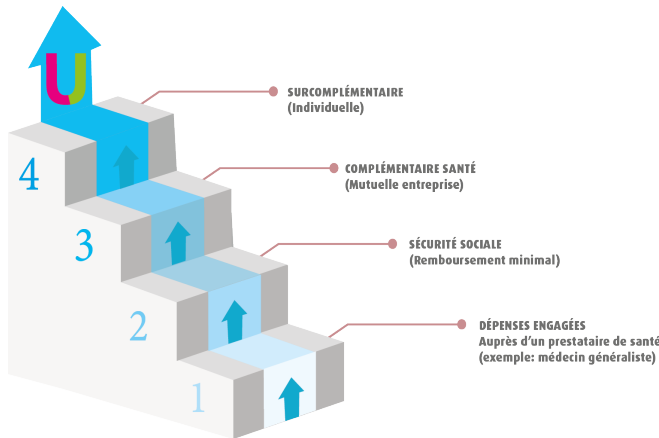 U
SURCOMPLÉMENTAIRE
(Individuelle)
4
COMPLÉMENTAIRE SANTÉ
(Mutuelle entreprise)
3
SÉCURITÉ SOCIALE
(Remboursement minimal)
2
DÉPENSES ENGAGÉES
Auprès d'un prestataire de santé
(exemple: médecin généraliste)
1